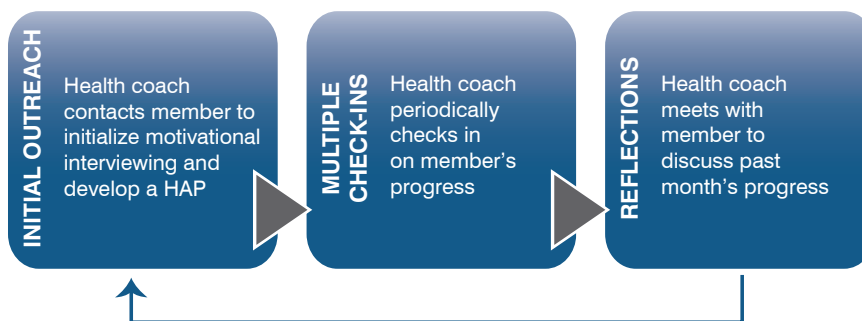 INITIAL OUTREACH
Health coach
contacts member to
initialize motivational
interviewing and
develop a HAP
MULTIPLE
CHECK-INS
Health coach
periodically
checks in
on member’s
progress
REFLECTIONS
Health coach
meets with
member to
discuss past
month’s progress